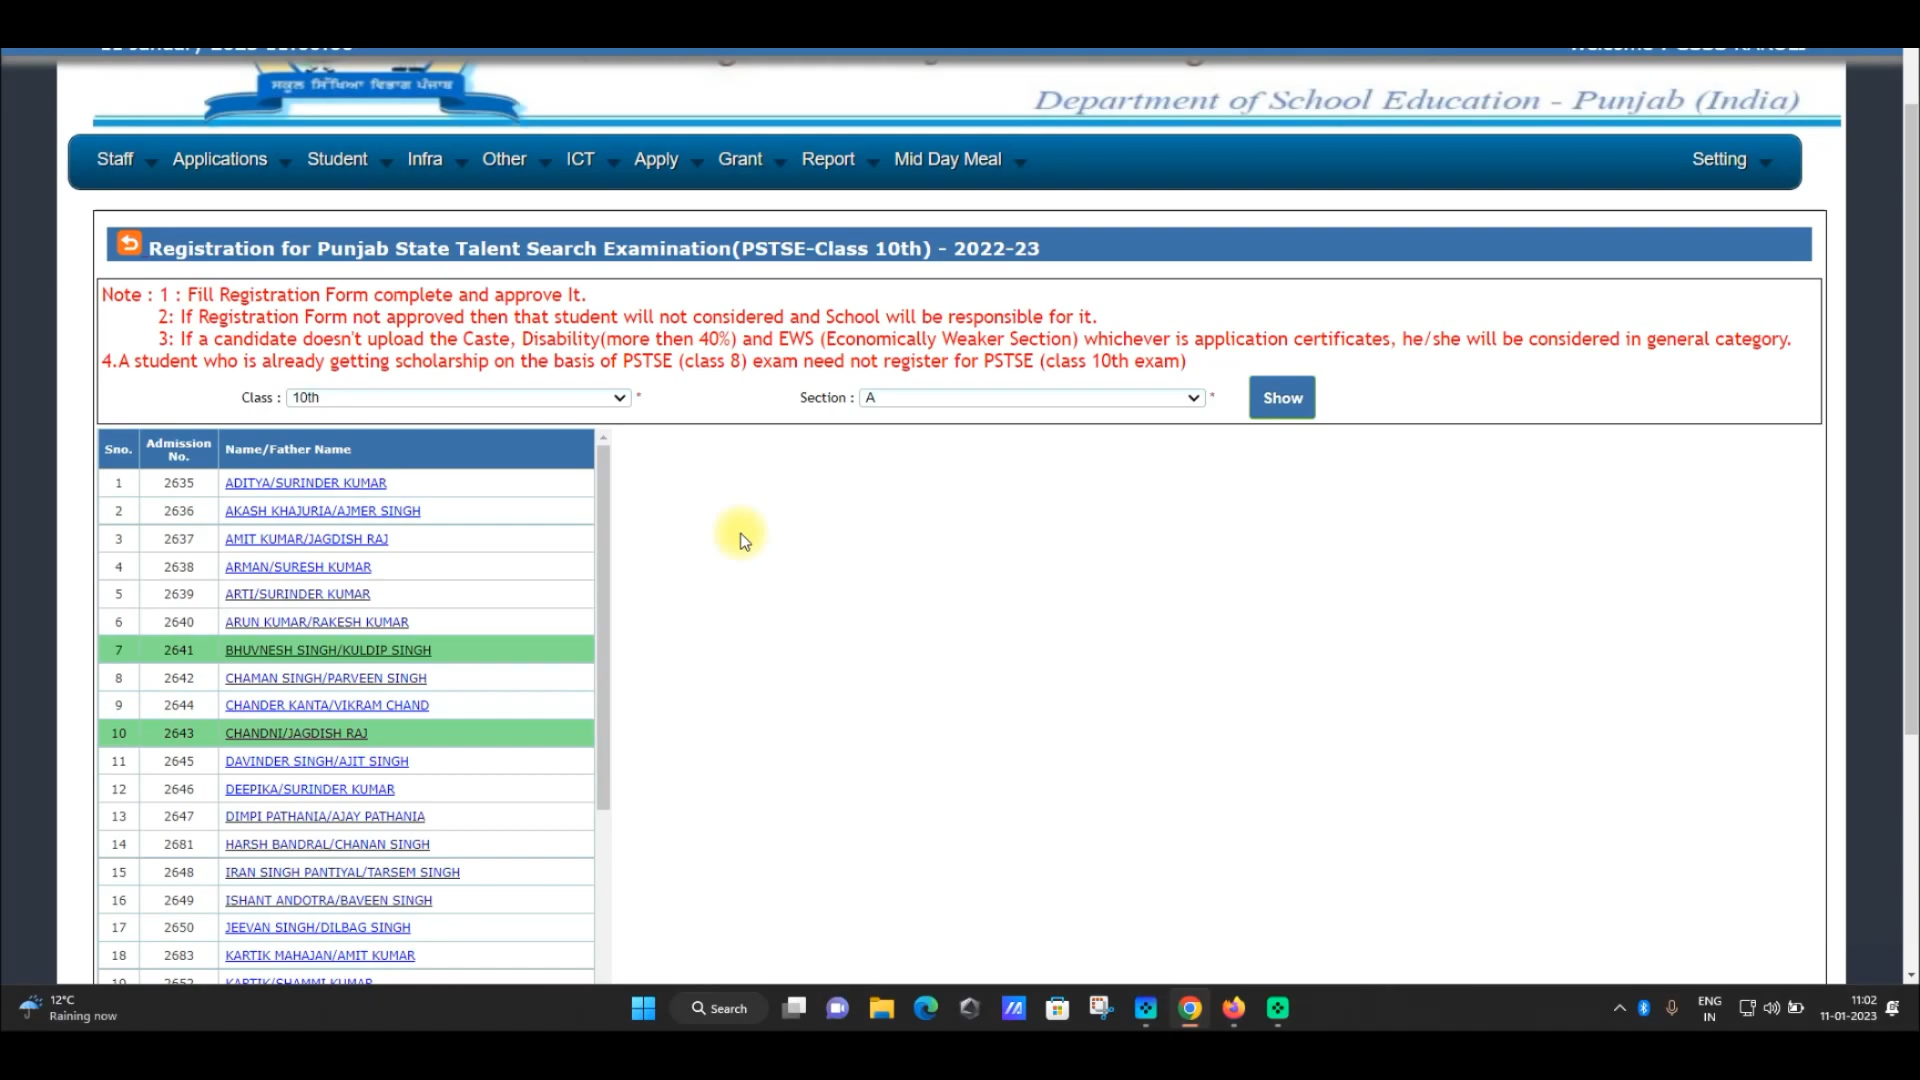 ਸਕੂਲ ਸਿੱਖਿਆ ਵਿਭਾਗ ਪੰਜਾਬ
Department of School Education - Punjab (India)
Staff Applications Student Infra Other ICT Apply Grant Report Mid Day Meal Setting
Registration for Punjab State Talent Search Examination(PSTSE-Class 10th) - 2022-23
Note : 1 : Fill Registration Form complete and approve It.
2: If Registration Form not approved then that student will not considered and School will be responsible for it.
3: If a candidate doesn't upload the Caste, Disability(more then 40%) and EWS (Economically Weaker Section) whichever is application certificates, he/she will be considered in general category.
4.A student who is already getting scholarship on the basis of PSTSE (class 8) exam need not register for PSTSE (class 10th exam)
Class : 10th * Section : A * Show
Sno. Admission No. Name/Father Name
1 2635 ADITYA/SURINDER KUMAR
2 2636 AKASH KHAJURIA/AJMER SINGH
3 2637 AMIT KUMAR/JAGDISH RAJ
4 2638 ARMAN/SURESH KUMAR
5 2639 ARTI/SURINDER KUMAR
6 2640 ARUN KUMAR/RAKESH KUMAR
7 2641 BHUVNESH SINGH/KULDIP SINGH
8 2642 CHAMAN SINGH/PARVEEN SINGH
9 2644 CHANDER KANTA/VIKRAM CHAND
10 2643 CHANDNI/JAGDISH RAJ
11 2645 DAVINDER SINGH/AJIT SINGH
12 2646 DEEPIKA/SURINDER KUMAR
13 2647 DIMPI PATHANIA/AJAY PATHANIA
14 2681 HARSH BANDRAL/CHANAN SINGH
15 2648 IRAN SINGH PANTIYAL/TARSEM SINGH
16 2649 ISHANT ANDOTRA/BAVEEN SINGH
17 2650 JEEVAN SINGH/DILBAG SINGH
18 2683 KARTIK MAHAJAN/AMIT KUMAR
19 2652 KARTIK/SHAMMI KUMAR
12°C
Raining now
Search
ENG
IN
11:02
11-01-2023